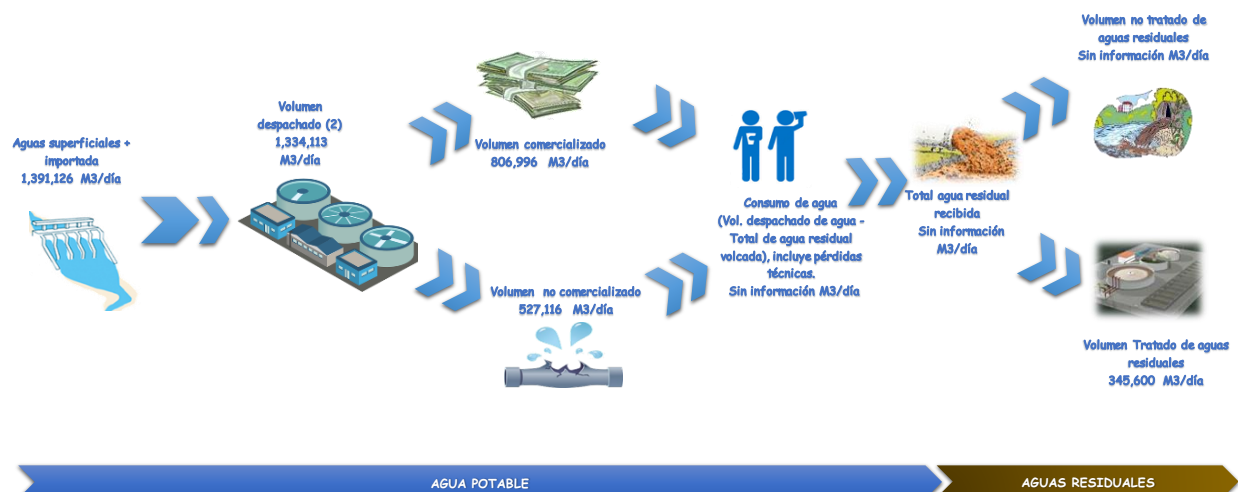 Aguas superficiales +
importada
1,391,126 M3/día
Volumen
despachado (2)
1,334,113
M3/día
Volumen comercializado
806,996 M3/día
Volumen no comercializado
527,116 M3/día
Consumo de agua
(Vol. despachado de agua -
Total de agua residual
volcada), incluye pérdidas
técnicas.
Sin información M3/día
Total agua residual
recibida
Sin información
M3/día
Volumen no tratado de
aguas residuales
Sin información M3/día
Volumen Tratado de aguas
residuales
345,600 M3/día
AGUA POTABLE
AGUAS RESIDUALES